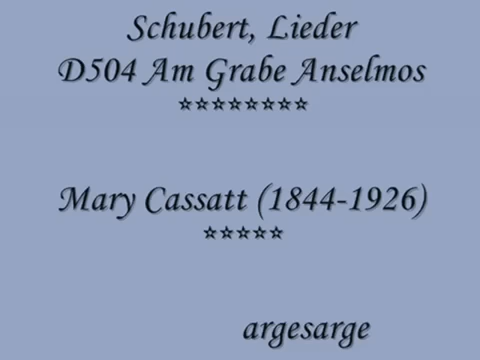 Schubert, Lieder
D504 Am Grabe Anselmos
********
Mary Cassatt (1844-1926)
*****
argesarge